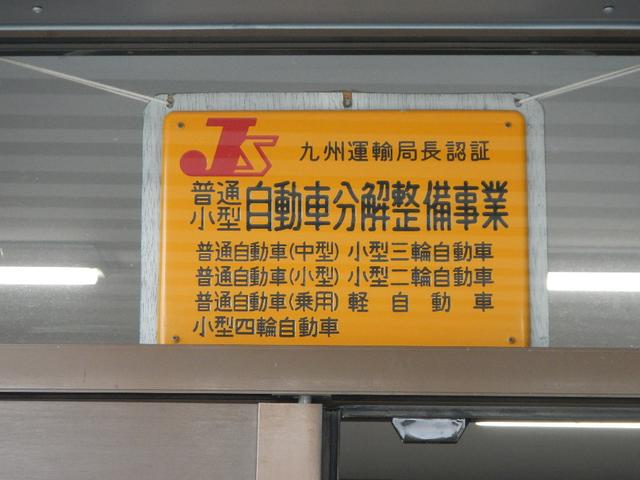 JS 九州運輸局長認証
普通小型 自動車分解整備事業
普通自動車(中型) 小型三輪自動車
普通自動車(小型) 小型二輪自動車
普通自動車(乗用) 軽自動車
小型四輪自動車